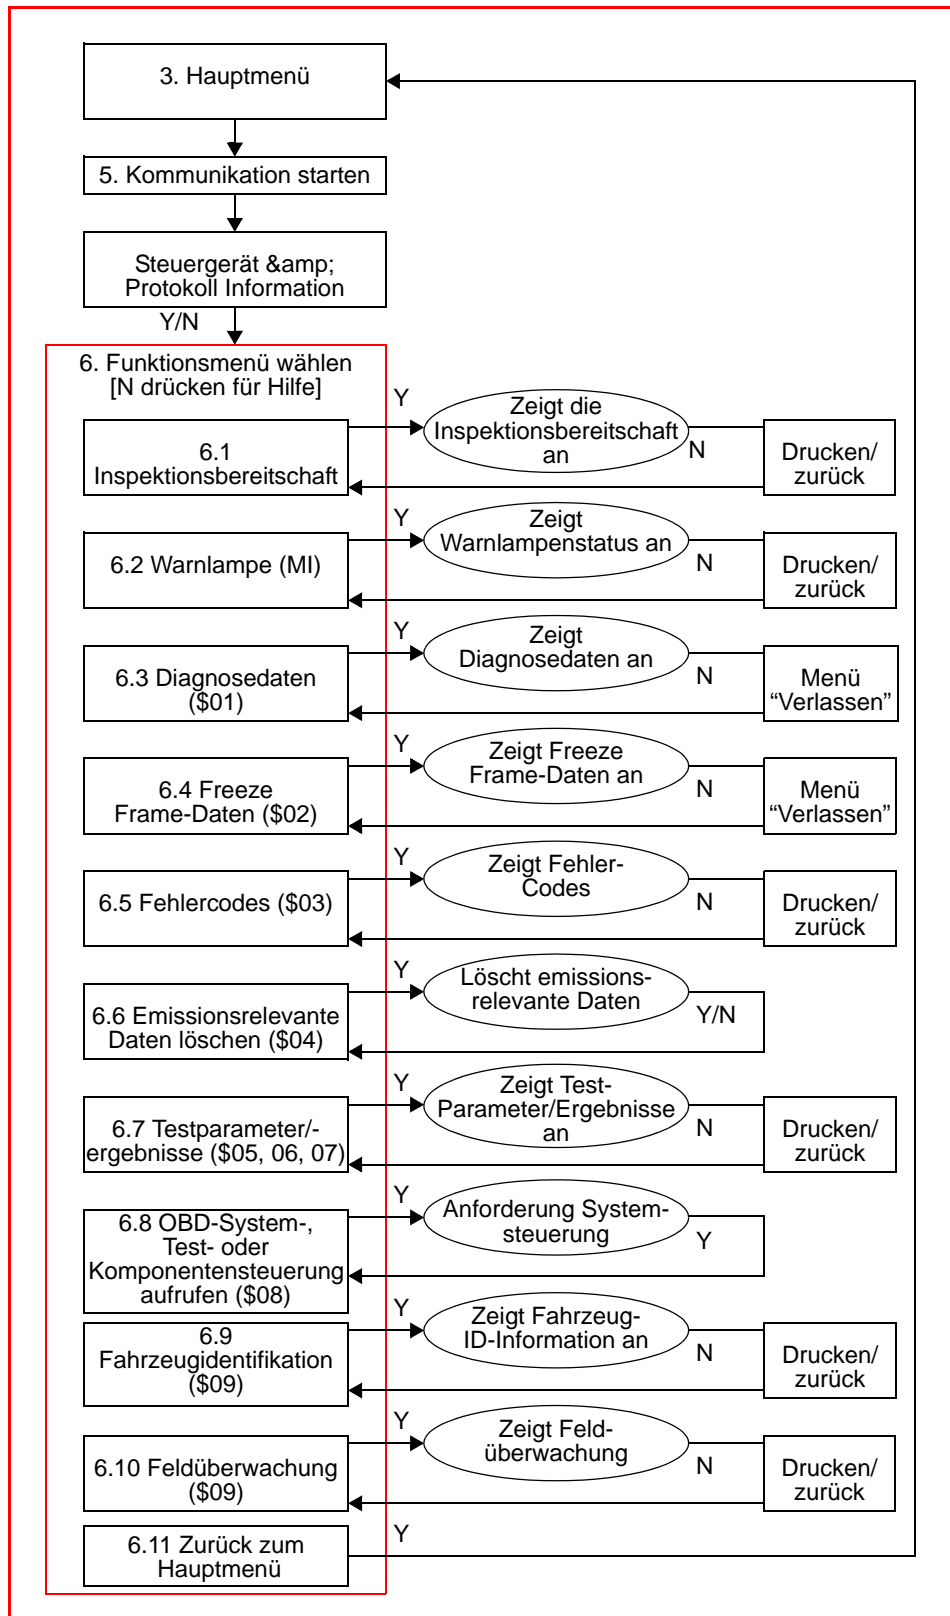 3. Hauptmenü
5. Kommunikation starten
Steuergerät &amp;amp;
Protokoll Information
Y/N
6. Funktionsmenü wählen
[N drücken für Hilfe]
6.1
Inspektionsbereitschaft
Y
Zeigt die
Inspektionsbereitschaft
an
N
Drucken/
zurück
6.2 Warnlampe (MI)
Y
Zeigt
Warnlampenstatus an
N
Drucken/
zurück
6.3 Diagnosedaten
($01)
Y
Zeigt
Diagnosedaten an
N
Menü
“Verlassen”
6.4 Freeze
Frame-Daten ($02)
Y
Zeigt Freeze
Frame-Daten an
N
Menü
“Verlassen”
6.5 Fehlercodes ($03)
Y
Zeigt Fehler-
Codes
N
Drucken/
zurück
6.6 Emissionsrelevante
Daten löschen ($04)
Y
Löscht emissions-
relevante Daten
Y/N
6.7 Testparameter/-
ergebnisse ($05, 06, 07)
Y
Zeigt Test-
Parameter/Ergebnisse
an
N
Drucken/
zurück
6.8 OBD-System-,
Test- oder
Komponentensteuerung
aufrufen ($08)
Y
Anforderung System-
steuerung
Y
6.9
Fahrzeugidentifikation
($09)
Y
Zeigt Fahrzeug-
ID-Information an
N
Drucken/
zurück
6.10 Feldüberwachung
($09)
Y
Zeigt Feld-
überwachung
N
Drucken/
zurück
6.11 Zurück zum
Hauptmenü
Y